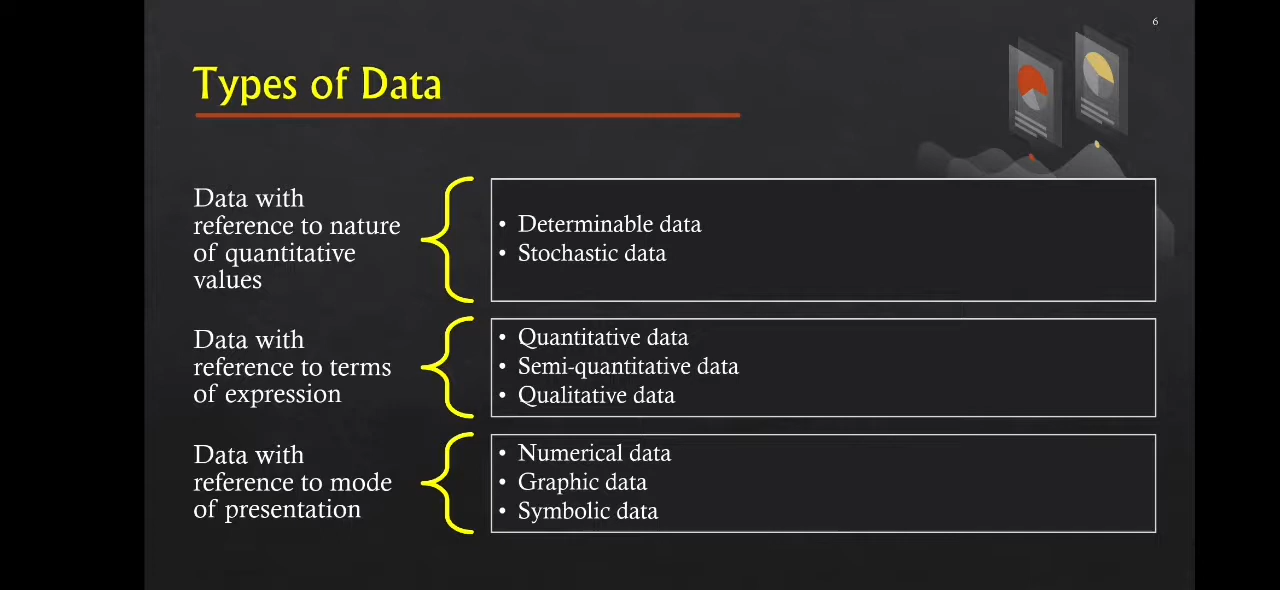 6
Types of Data
Data with
reference to nature
of quantitative
values
• Determinable data
• Stochastic data
Data with
reference to terms
of expression
• Quantitative data
• Semi-quantitative data
• Qualitative data
Data with
reference to mode
of presentation
• Numerical data
• Graphic data
• Symbolic data